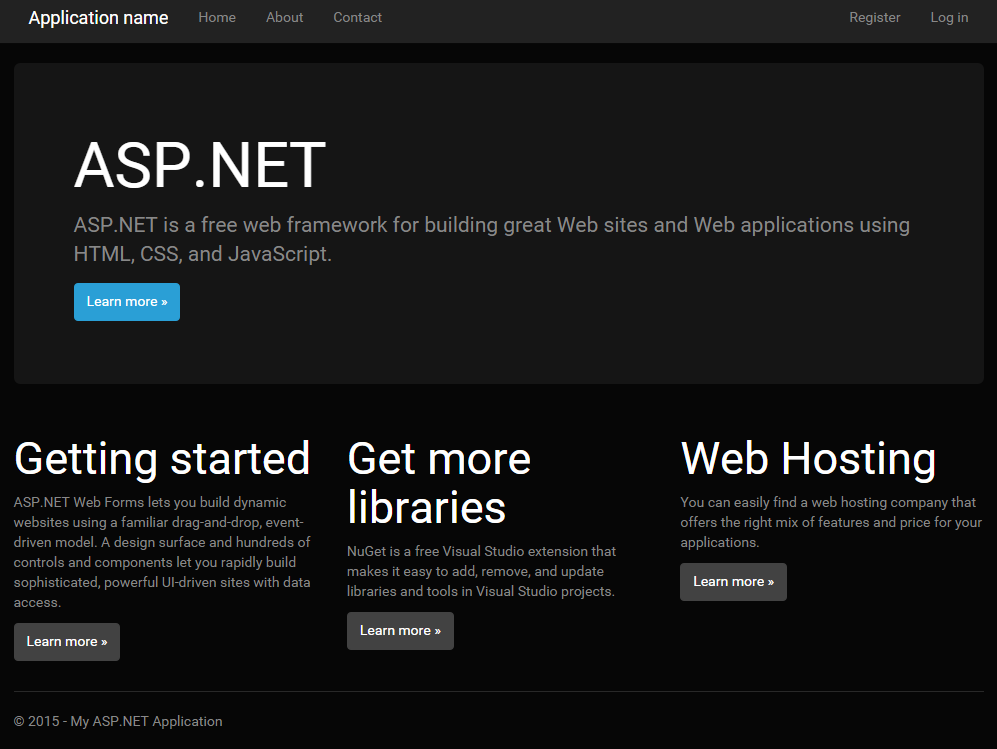 Application name Home About Contact Register Log in
ASP.NET
ASP.NET is a free web framework for building great Web sites and Web applications using
HTML, CSS, and JavaScript.
Learn more »
Getting started
ASP.NET Web Forms lets you build dynamic
websites using a familiar drag-and-drop, event-
driven model. A design surface and hundreds of
controls and components let you rapidly build
sophisticated, powerful UI-driven sites with data
access.
Learn more »
Get more
libraries
NuGet is a free Visual Studio extension that
makes it easy to add, remove, and update
libraries and tools in Visual Studio projects.
Learn more »
Web Hosting
You can easily find a web hosting company that
offers the right mix of features and price for your
applications.
Learn more »
© 2015 - My ASP.NET Application